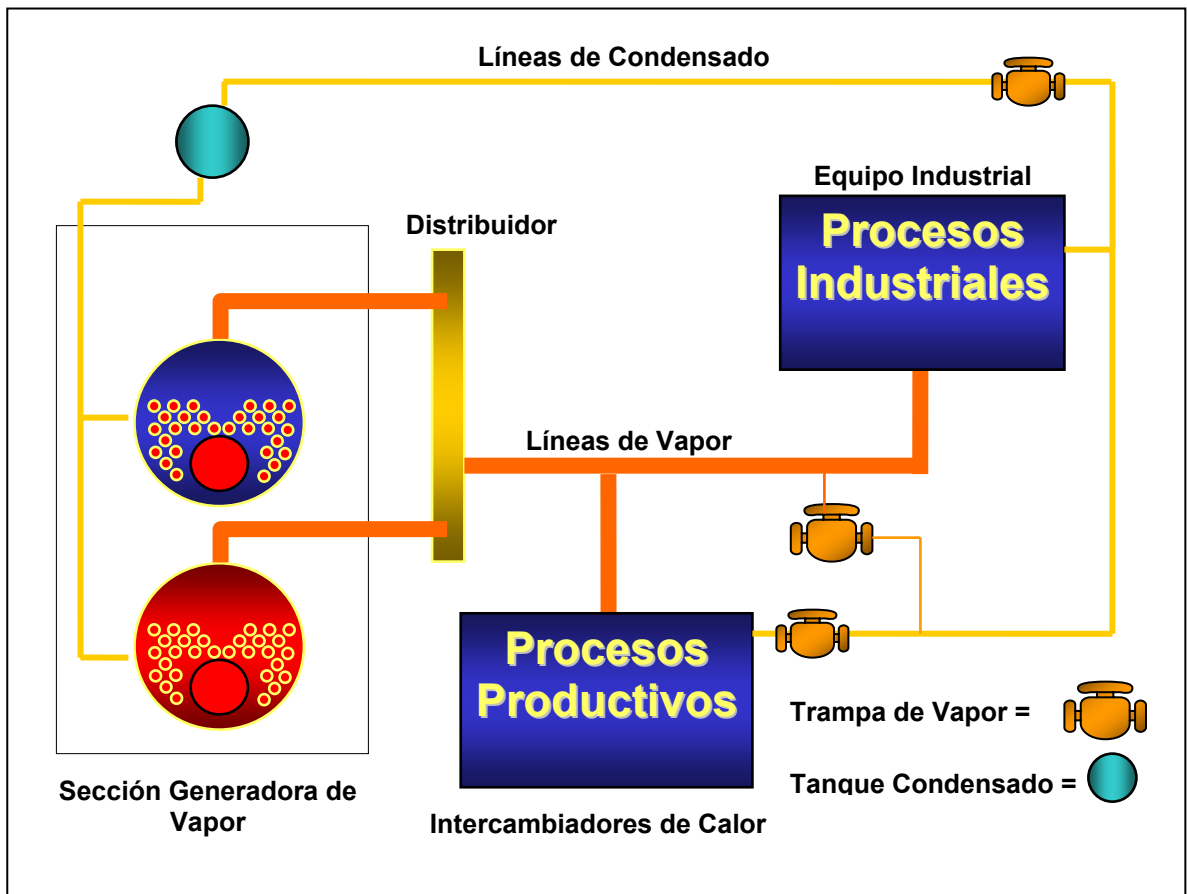 Líneas de Condensado
Equipo Industrial
Procesos
Industriales
Distribuidor
Líneas de Vapor
Procesos
Productivos
Trampa de Vapor =
Tanque Condensado =
Sección Generadora de
Vapor
Intercambiadores de Calor